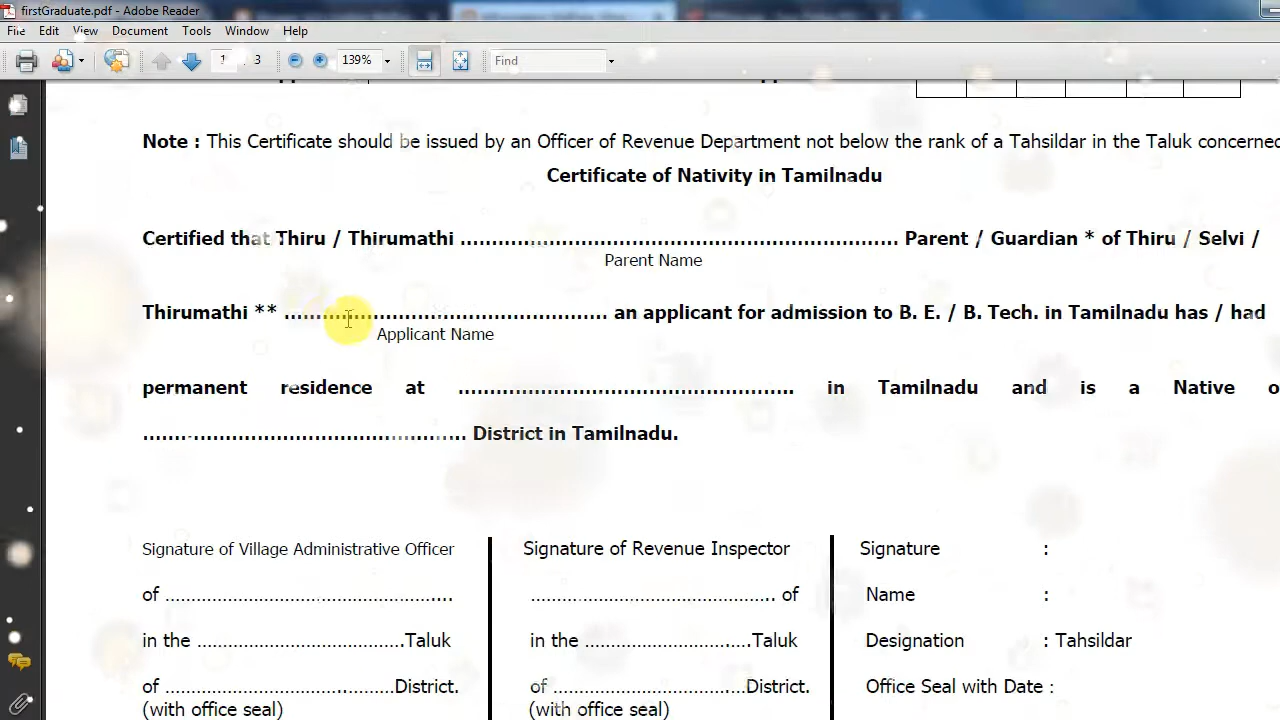 firstGraduate.pdf - Adobe Reader
File Edit View Document Tools Window Help
1 3 139% Find
Note : This Certificate should be issued by an Officer of Revenue Department not below the rank of a Tahsildar in the Taluk concerned
Certificate of Nativity in Tamilnadu
Certified that Thiru / Thirumathi ...................................................................... Parent / Guardian * of Thiru / Selvi /
Parent Name
Thirumathi ** .................................................... an applicant for admission to B. E. / B. Tech. in Tamilnadu has / had
Applicant Name
permanent residence at ...................................................... in Tamilnadu and is a Native o
.................................................... District in Tamilnadu.
Signature of Village Administrative Officer Signature of Revenue Inspector Signature :
of .................................................... ............................................ of Name :
in the ......................................Taluk in the ................................Taluk Designation : Tahsildar
of ..........................................District. of ....................................District. Office Seal with Date :
(with office seal) (with office seal)